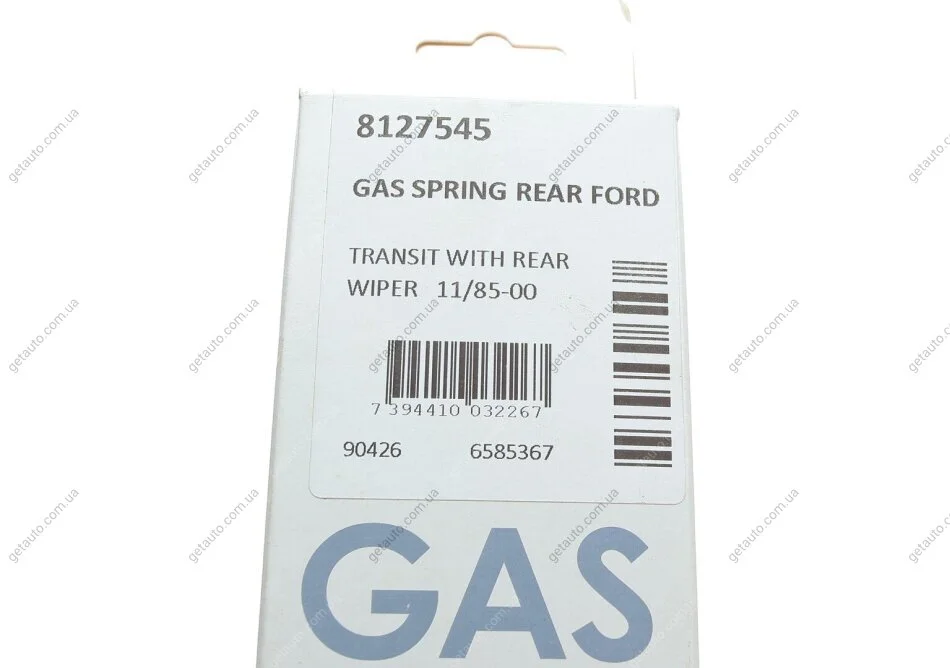 8127545
GAS SPRING REAR FORD
TRANSIT WITH REAR
WIPER 11/85-00
7 394410 032267
90426 6585367
GAS
getauto.com.ua